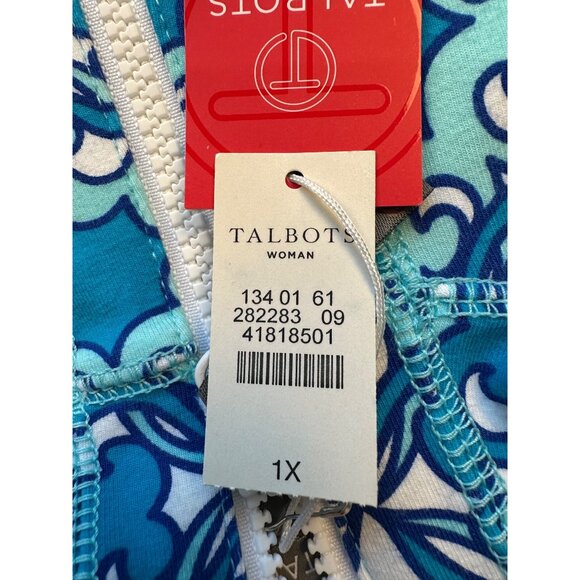 TALBOTS
TALBOTS
WOMAN
134 01 61
282283 09
41818501
1X